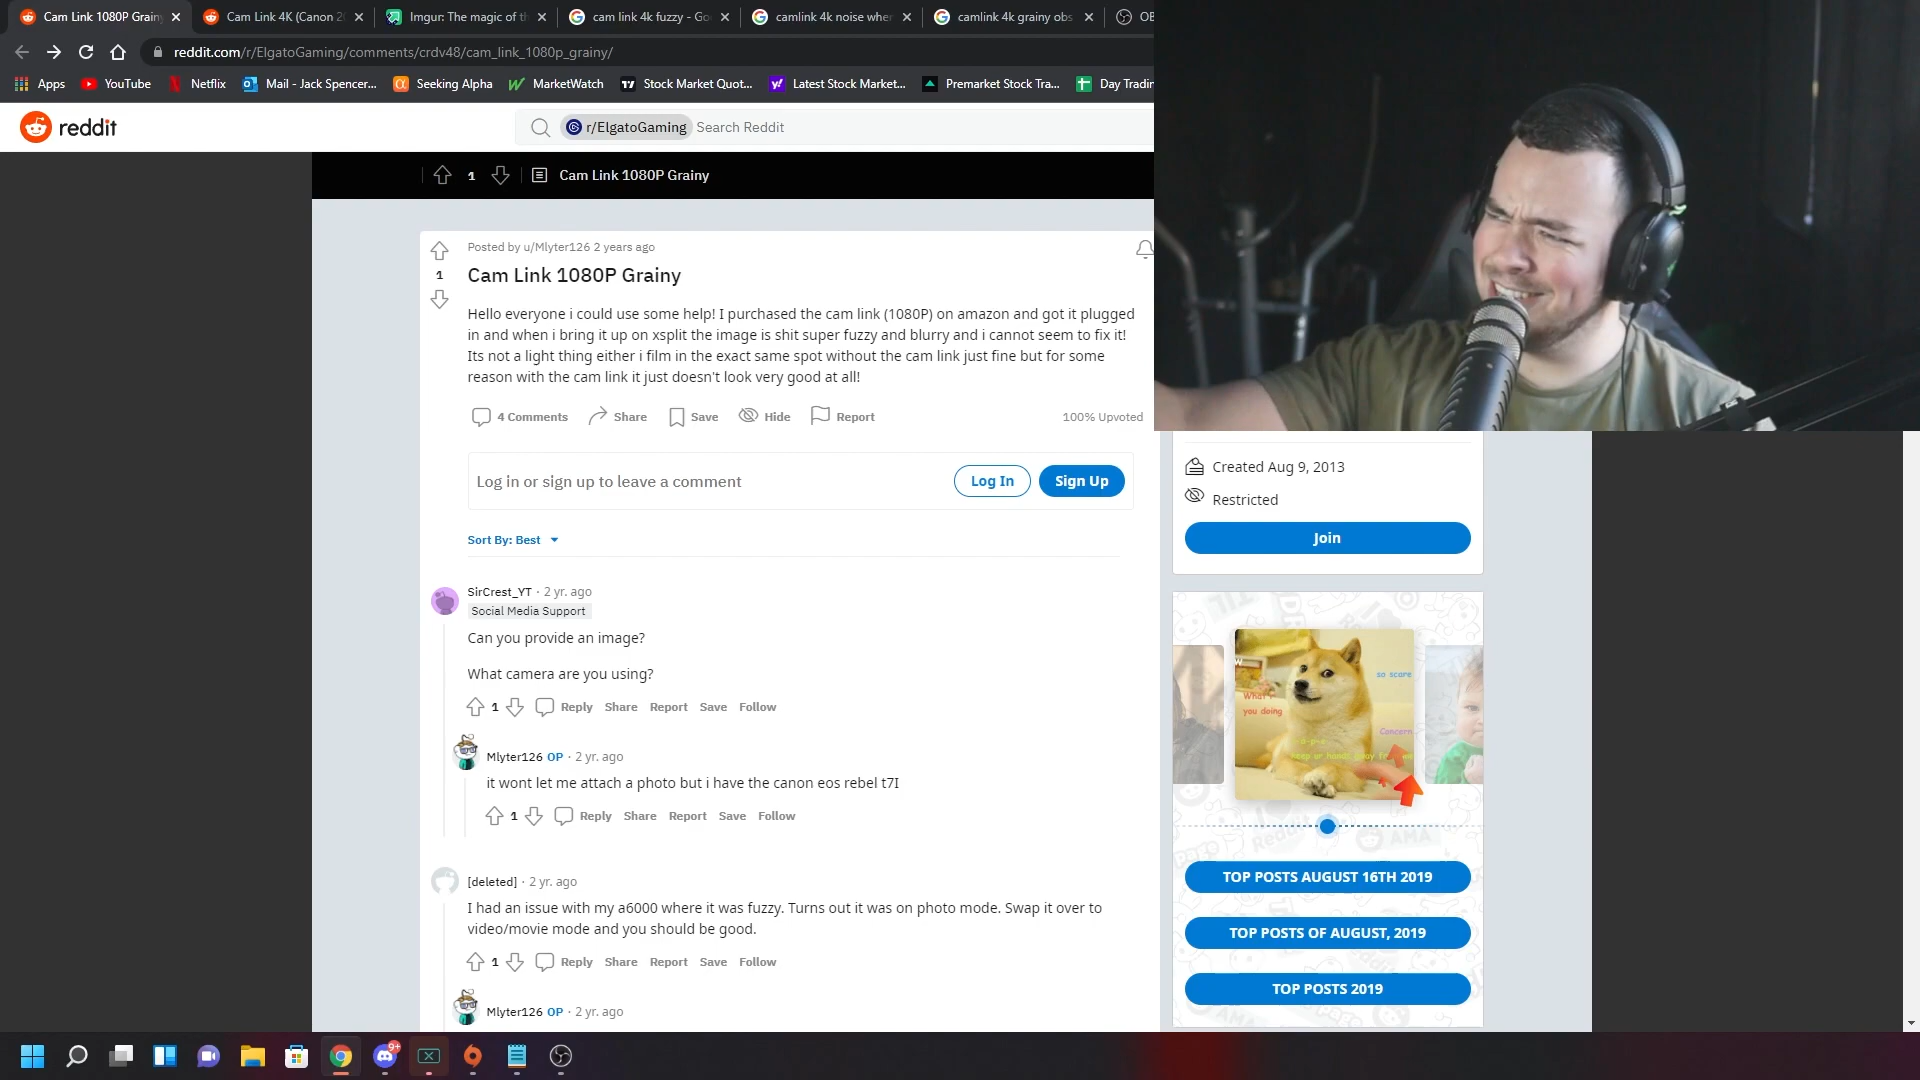 Cam Link 1080P Grainy
Cam Link 4K (Canon 2
Imgur: The magic of th
cam link 4k fuzzy - Go
camlink 4k noise when
camlink 4k grainy obs
OB
reddit.com/r/ElgatoGaming/comments/crdv48/cam_link_1080p_grainy/
Apps
YouTube
Netflix
Mail - Jack Spencer...
Seeking Alpha
MarketWatch
Stock Market Quot...
Latest Stock Market...
Premarket Stock Tra...
Day Tradin
reddit
r/ElgatoGaming Search Reddit
1 Cam Link 1080P Grainy
Posted by u/Mlyter126 2 years ago
1
Cam Link 1080P Grainy
Hello everyone i could use some help! I purchased the cam link (1080P) on amazon and got it plugged
in and when i bring it up on xsplit the image is shit super fuzzy and blurry and i cannot seem to fix it!
Its not a light thing either i film in the exact same spot without the cam link just fine but for some
reason with the cam link it just doesn't look very good at all!
4 Comments Share Save Hide Report 100% Upvoted
Log in or sign up to leave a comment Log In Sign Up
Sort By: Best
SirCrest_YT · 2 yr. ago
Social Media Support
Can you provide an image?
What camera are you using?
1 Reply Share Report Save Follow
Mlyter126 OP · 2 yr. ago
it wont let me attach a photo but i have the canon eos rebel t7I
1 Reply Share Report Save Follow
[deleted] · 2 yr. ago
I had an issue with my a6000 where it was fuzzy. Turns out it was on photo mode. Swap it over to
video/movie mode and you should be good.
1 Reply Share Report Save Follow
Mlyter126 OP · 2 yr. ago
Created Aug 9, 2013
Restricted
Join
so scare
you doing
Concern
TOP POSTS AUGUST 16TH 2019
TOP POSTS OF AUGUST, 2019
TOP POSTS 2019
9+